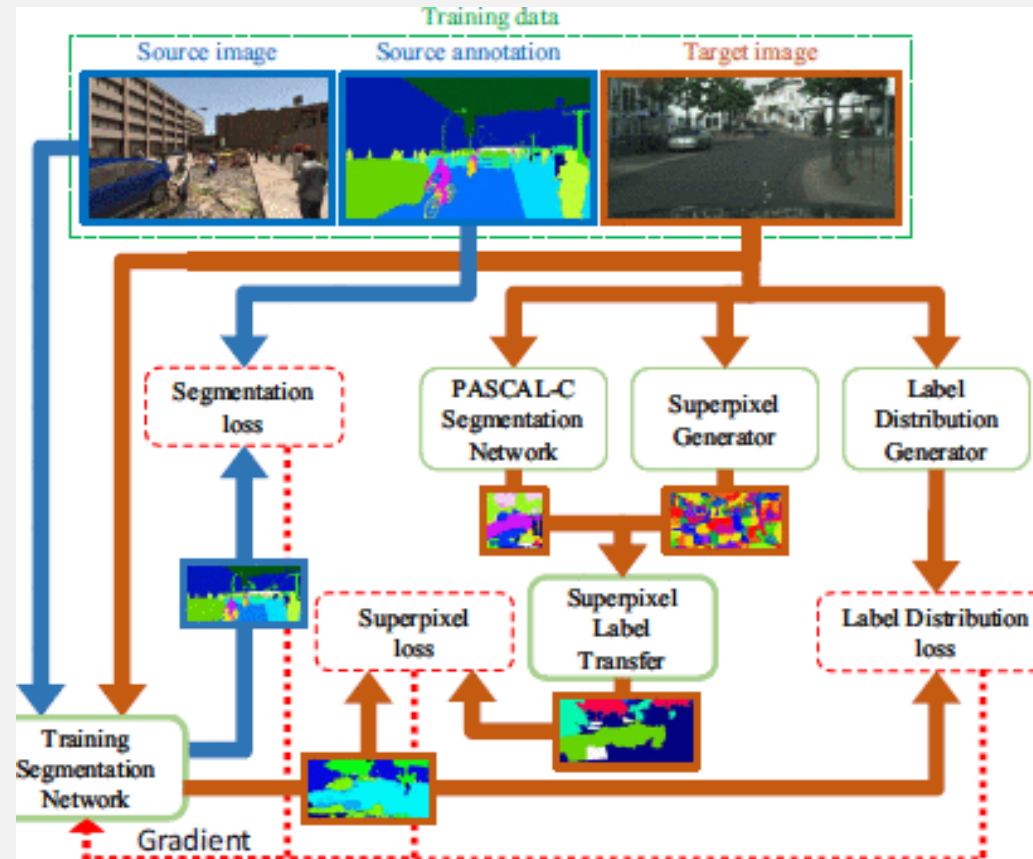 Training data
Source image
Source annotation
Target image
Segmentation
loss
PASCAL-C
Segmentation
Network
Superpixel
Generator
Label
Distribution
Generator
Superpixel
loss
Superpixel
Label
Transfer
Label Distribution
loss
Training
Segmentation
Network
Gradient